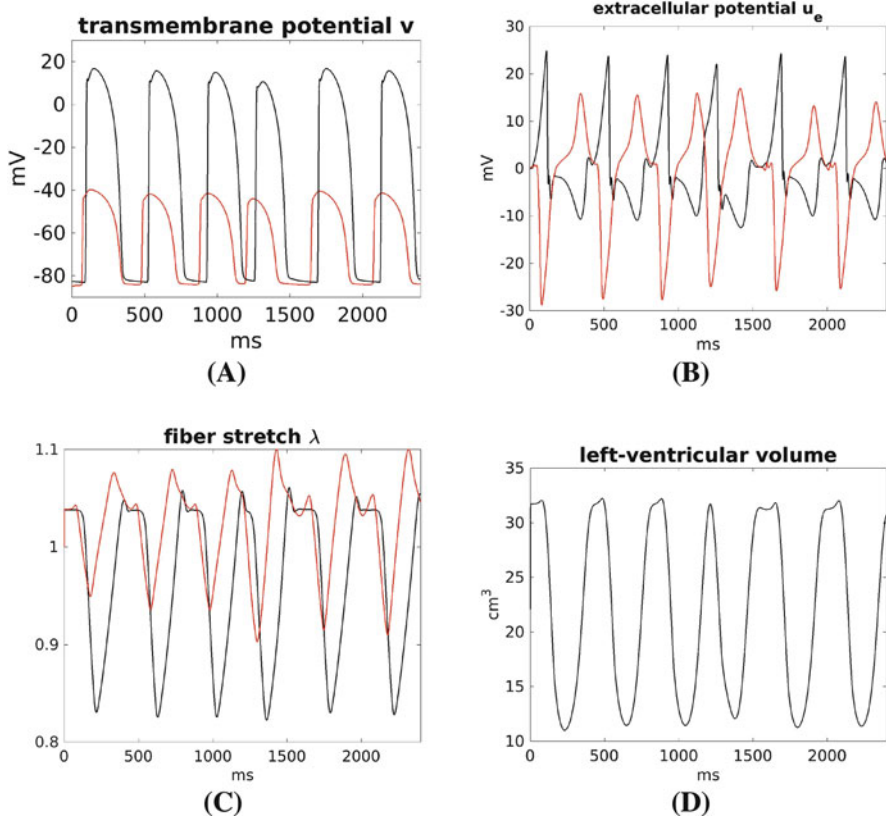 transmembrane potential v
20
0
-20
-40
-60
-80
mV
0 500 1000 1500 2000
ms
(A)
extracellular potential u_e
30
20
10
0
-10
-20
-30
mV
0 500 1000 1500 2000
ms
(B)
fiber stretch λ
1.1
1
0.9
0.8
0 500 1000 1500 2000
ms
(C)
left-ventricular volume
35
30
25
20
15
10
cm³
0 500 1000 1500 2000
ms
(D)